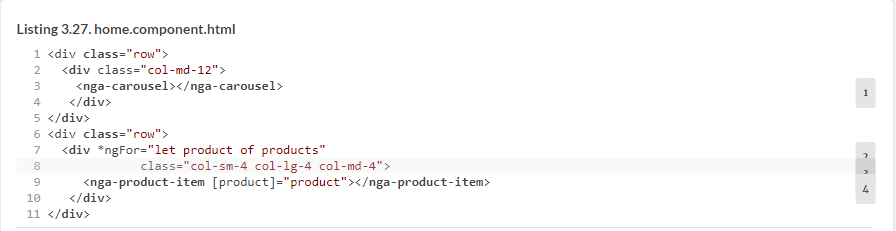 Listing 3.27. home.component.html
1 <div class="row">
2   <div class="col-md-12">
3     <nga-carousel></nga-carousel>
4    </div>
5 </div>
6 <div class="row">
7   <div *ngFor="let product of products"
8              class="col-sm-4 col-lg-4 col-md-4">
9      <nga-product-item [product]="product"></nga-product-item>
10    </div>
11 </div>
1
2
3
4